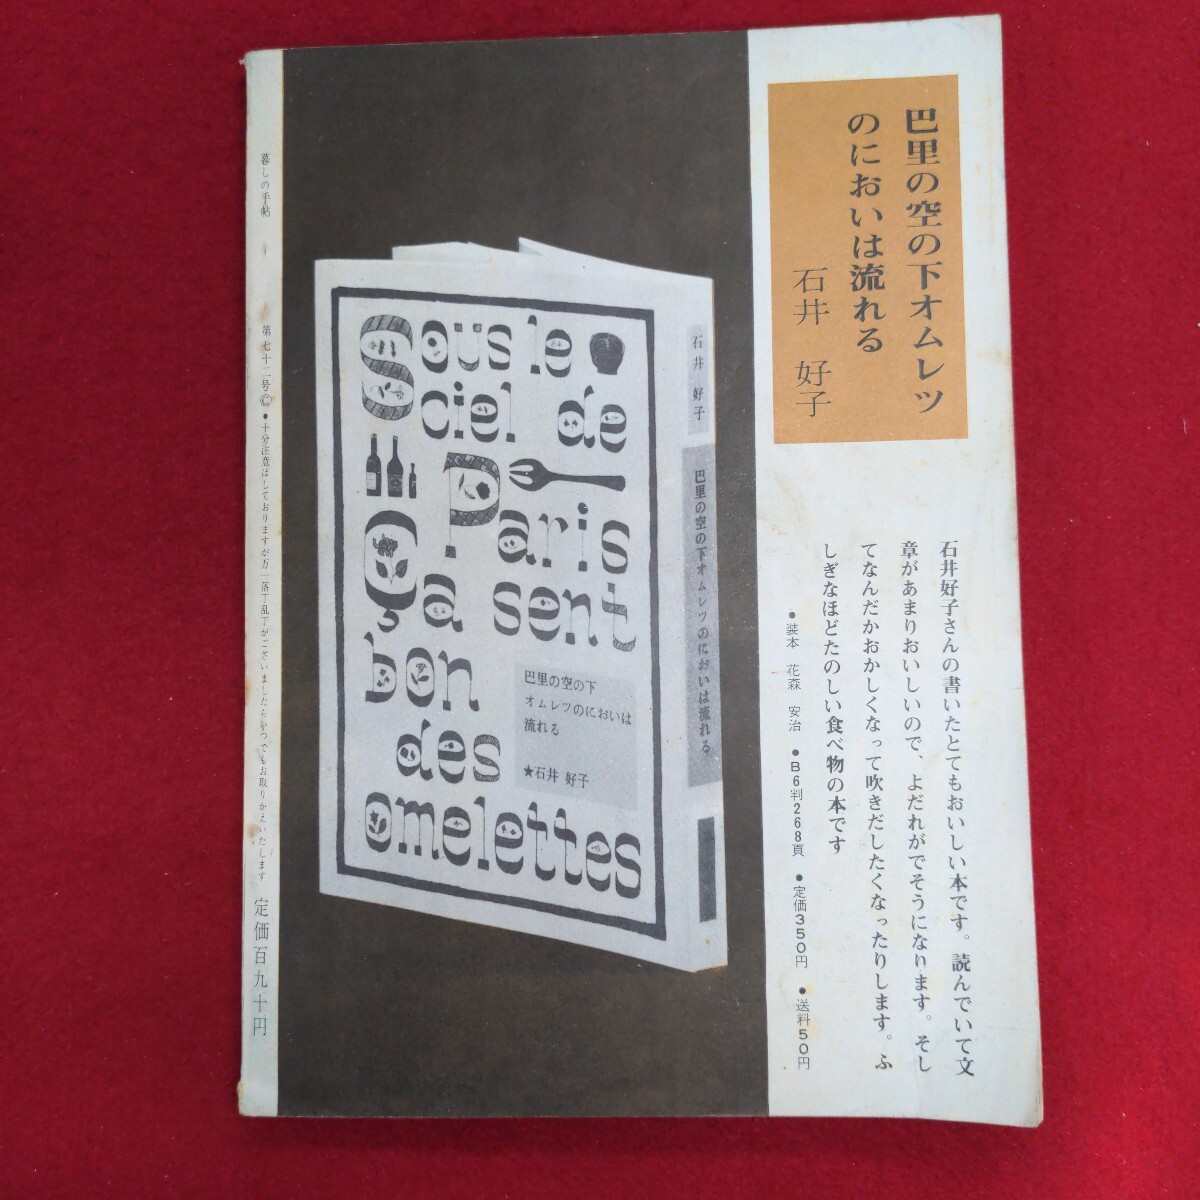 巴里の空の下オムレツ
のにおいは流れる
石井 好子
石井好子さんの書いたとてもおいしい本です。読んでいて文
章があまりおいしいので、よだれがでそうになります。そし
てなんだかおかしくなって吹きだしたくなったりします。ふ
しぎなほどたのしい食べ物の本です
●装本 花森 安治 ●B6判268頁 ●定価350円 ●送料50円
石井 好子
巴里の空の下オムレツのにおいは流れる
Sous le
ciel de
Paris
Ça sent
bon
des
omelettes
巴里の空の下
オムレツのにおいは
流れる
★石井 好子
暮しの手帖 第七十二号©●十分注意はしておりますが万一落丁乱丁がございましたらいつでもお取りかえいたします 定価百九十円